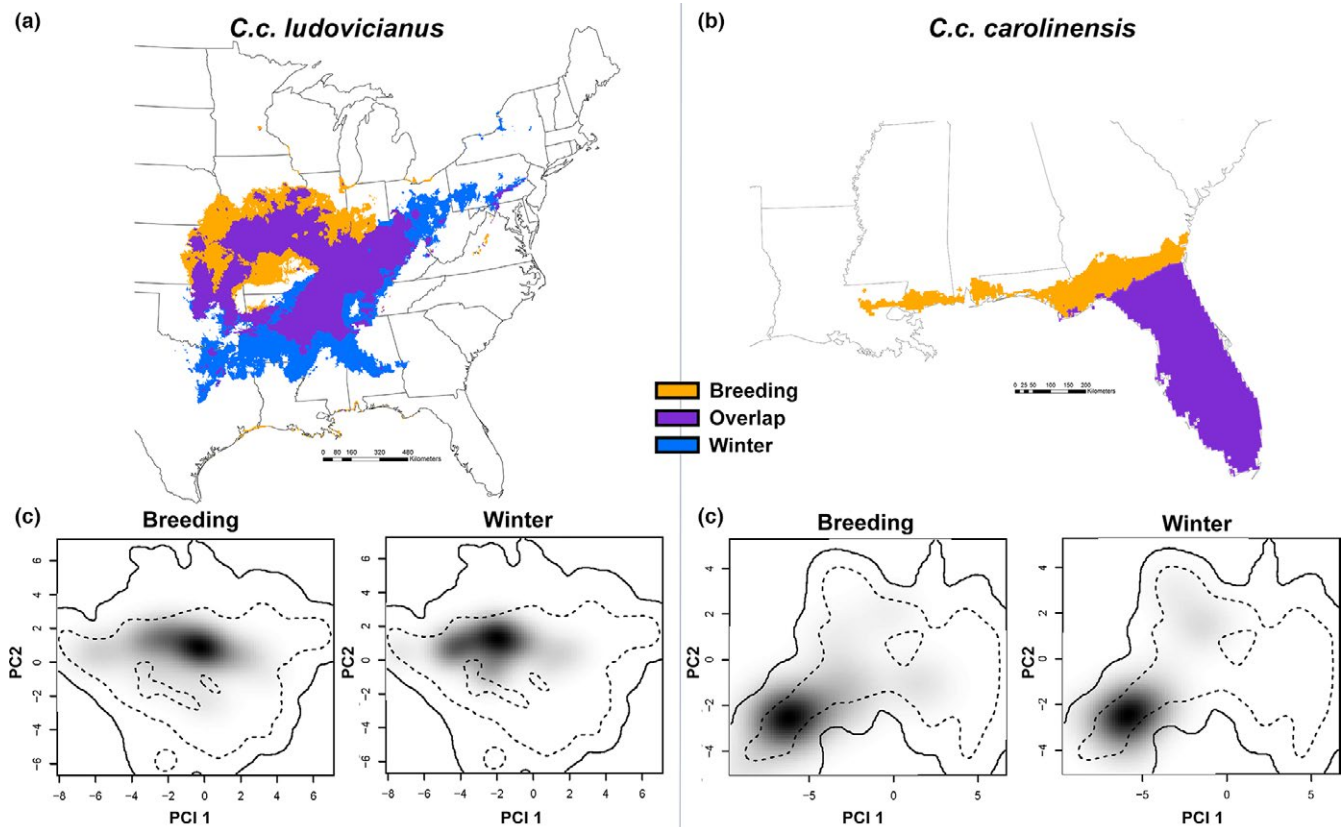 (a)
C.c. ludovicianus
(b)
C.c. carolinensis
Breeding
Overlap
Winter
0 80 160 320 480
Kilometers
0 25 50 100 150 200
Kilometers
(c)
Breeding
Winter
PC2
6
4
2
0
−2
−4
−6
−8 −6 −4 −2 0 2 4 6
PCI 1
6
4
2
0
−2
−4
−6
−8 −6 −4 −2 0 2 4 6
PCI 1
(c)
Breeding
Winter
PC2
4
2
0
−2
−4
−5 0 5
PCI 1
4
2
0
−2
−4
−5 0 5
PCI 1